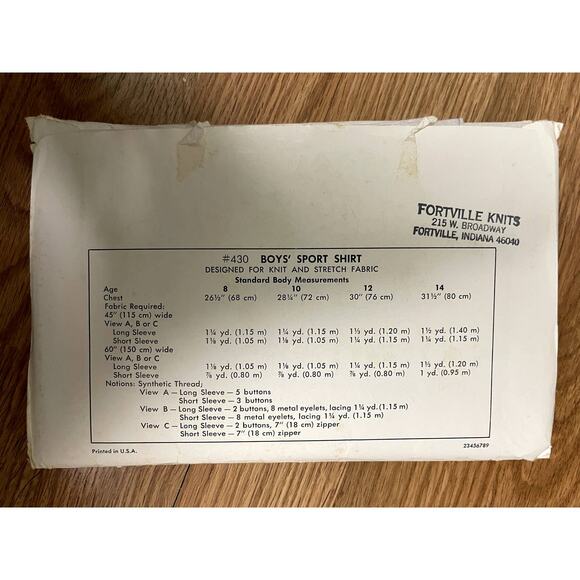 FORTVILLE KNITS
215 W. BROADWAY
FORTVILLE, INDIANA 46040
#430 BOYS' SPORT SHIRT
DESIGNED FOR KNIT AND STRETCH FABRIC
Standard Body Measurements
Age 8 10 12 14
Chest 26½" (68 cm) 28¼" (72 cm) 30" (76 cm) 31½" (80 cm)
Fabric Required:
45" (115 cm) wide
View A, B or C
Long Sleeve 1¼ yd. (1.15 m) 1¼ yd. (1.15 m) 1⅓ yd. (1.20 m) 1½ yd. (1.40 m)
Short Sleeve 1⅛ yd. (1.05 m) 1⅛ yd. (1.05 m) 1¼ yd. (1.15 m) 1¼ yd. (1.15 m)
60" (150 cm) wide
View A, B or C
Long Sleeve 1⅛ yd. (1.05 m) 1⅛ yd. (1.05 m) 1¼ yd. (1.15 m) 1⅓ yd. (1.20 m)
Short Sleeve ⅞ yd. (0.80 m) ⅞ yd. (0.80 m) ⅞ yd. (0.80 m) 1 yd. (0.95 m)
Notions: Synthetic Thread;
View A — Long Sleeve — 5 buttons
Short Sleeve — 3 buttons
View B — Long Sleeve — 2 buttons, 8 metal eyelets, lacing 1¼ yd. (1.15 m)
Short Sleeve — 8 metal eyelets, lacing 1¼ yd. (1.15 m)
View C — Long Sleeve — 2 buttons, 7" (18 cm) zipper
Short Sleeve — 7" (18 cm) zipper
Printed in U.S.A. 23456789